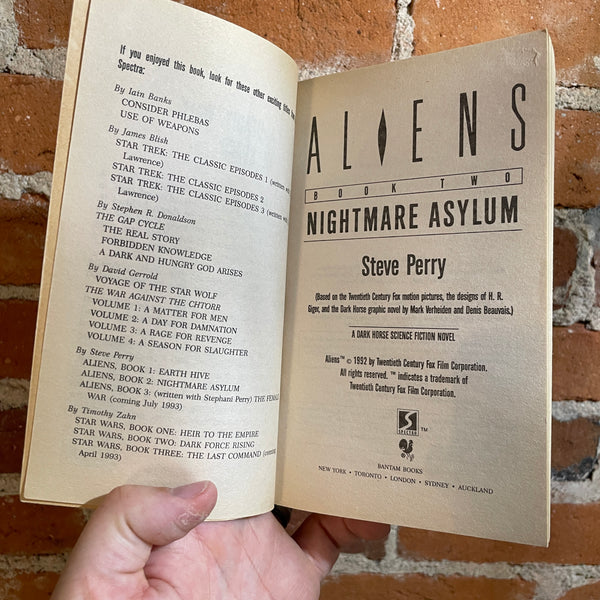 If you enjoyed this book, look for these other exciting titles from
Spectra:
By Iain Banks
CONSIDER PHLEBAS
USE OF WEAPONS
By James Blish
STAR TREK: THE CLASSIC EPISODES 1 (written with
Lawrence)
STAR TREK: THE CLASSIC EPISODES 2
STAR TREK: THE CLASSIC EPISODES 3 (written with
Lawrence)
By Stephen R. Donaldson
THE GAP CYCLE
THE REAL STORY
FORBIDDEN KNOWLEDGE
A DARK AND HUNGRY GOD ARISES
By David Gerrold
VOYAGE OF THE STAR WOLF
THE WAR AGAINST THE CHTORR
VOLUME 1: A MATTER FOR MEN
VOLUME 2: A DAY FOR DAMNATION
VOLUME 3: A RAGE FOR REVENGE
VOLUME 4: A SEASON FOR SLAUGHTER
By Steve Perry
ALIENS, BOOK 1: EARTH HIVE
ALIENS, BOOK 2: NIGHTMARE ASYLUM
ALIENS, BOOK 3: (written with Stephani Perry) THE FEMALE
WAR (coming July 1993)
By Timothy Zahn
STAR WARS, BOOK ONE: HEIR TO THE EMPIRE
STAR WARS, BOOK TWO: DARK FORCE RISING
STAR WARS, BOOK THREE: THE LAST COMMAND (coming
April 1993)
ALIENS
BOOK TWO
NIGHTMARE ASYLUM
Steve Perry
(Based on the Twentieth Century Fox motion pictures, the designs of H. R.
Giger, and the Dark Horse graphic novel by Mark Verheiden and Denis Beauvais.)
A DARK HORSE SCIENCE FICTION NOVEL
Aliens™ © 1992 by Twentieth Century Fox Film Corporation.
All rights reserved. ™ indicates a trademark of
Twentieth Century Fox Film Corporation.
S
SPECTRA
™
BANTAM BOOKS
NEW YORK • TORONTO • LONDON • SYDNEY • AUCKLAND